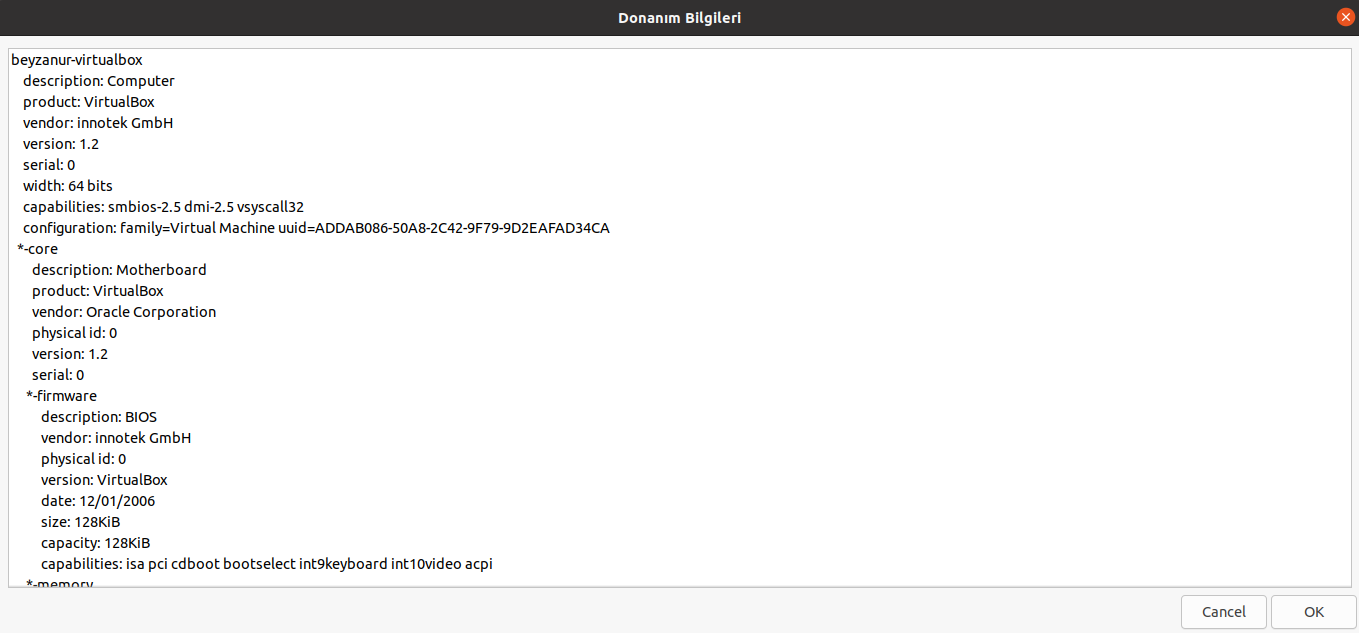 Donanım Bilgileri
beyzanur-virtualbox
description: Computer
product: VirtualBox
vendor: innotek GmbH
version: 1.2
serial: 0
width: 64 bits
capabilities: smbios-2.5 dmi-2.5 vsyscall32
configuration: family=Virtual Machine uuid=ADDAB086-50A8-2C42-9F79-9D2EAFAD34CA
*-core
description: Motherboard
product: VirtualBox
vendor: Oracle Corporation
physical id: 0
version: 1.2
serial: 0
*-firmware
description: BIOS
vendor: innotek GmbH
physical id: 0
version: VirtualBox
date: 12/01/2006
size: 128KiB
capacity: 128KiB
capabilities: isa pci cdboot bootselect int9keyboard int10video acpi
*-memory
Cancel
OK